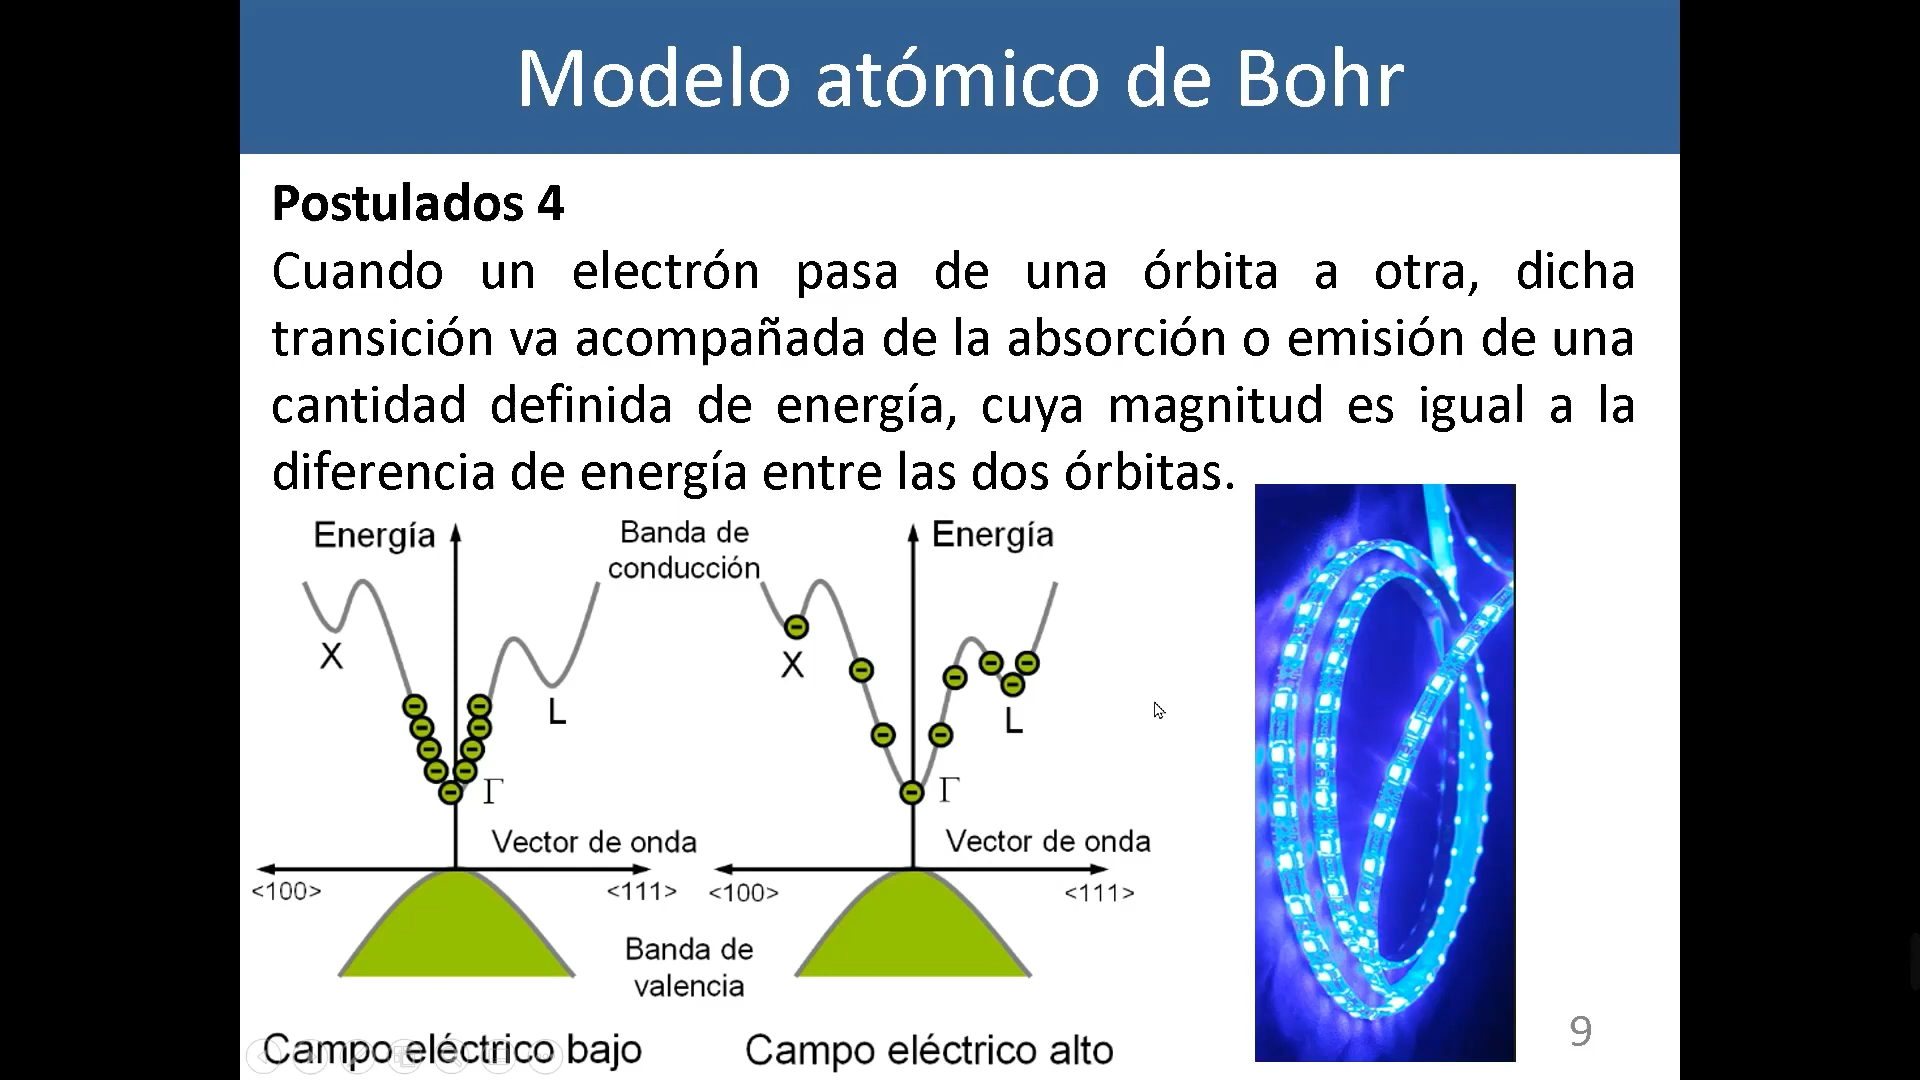 Modelo atómico de Bohr
Postulados 4
Cuando un electrón pasa de una órbita a otra, dicha
transición va acompañada de la absorción o emisión de una
cantidad definida de energía, cuya magnitud es igual a la
diferencia de energía entre las dos órbitas.
Energía
Banda de
conducción
Energía
X
L
Γ
X
L
Γ
Vector de onda
Vector de onda
<100>
<111>
<100>
<111>
Banda de
valencia
Campo eléctrico bajo
Campo eléctrico alto
9